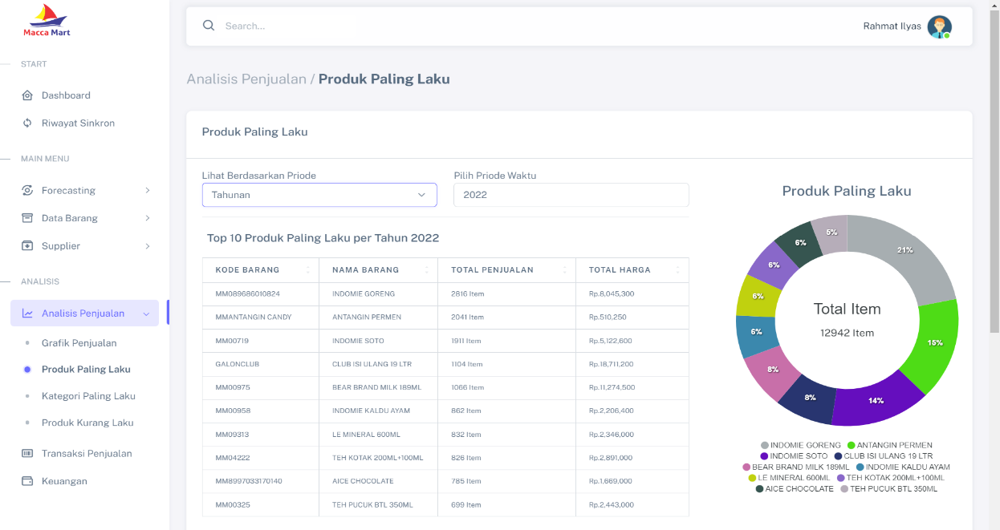 Macca Mart
START
Dashboard
Riwayat Sinkron
MAIN MENU
Forecasting
Data Barang
Supplier
ANALISIS
Analisis Penjualan
Grafik Penjualan
Produk Paling Laku
Kategori Paling Laku
Produk Kurang Laku
Transaksi Penjualan
Keuangan
Search...
Rahmat Ilyas
Analisis Penjualan / Produk Paling Laku
Produk Paling Laku
Lihat Berdasarkan Priode
Tahunan
Pilih Priode Waktu
2022
Top 10 Produk Paling Laku per Tahun 2022
KODE BARANG NAMA BARANG TOTAL PENJUALAN TOTAL HARGA
MM089686010824 INDOMIE GORENG 2816 Item Rp.8,045,300
MMANTANGIN CANDY ANTANGIN PERMEN 2041 Item Rp.510,250
MM00719 INDOMIE SOTO 1911 Item Rp.5,122,600
GALONCLUB CLUB ISI ULANG 19 LTR 1104 Item Rp.18,711,200
MM00975 BEAR BRAND MILK 189ML 1066 Item Rp.11,274,500
MM00958 INDOMIE KALDU AYAM 862 Item Rp.2,206,400
MM09313 LE MINERAL 600ML 832 Item Rp.2,346,000
MM04222 TEH KOTAK 200ML+100ML 826 Item Rp.2,891,000
MM8997033170140 AICE CHOCOLATE 785 Item Rp.1,669,000
MM00325 TEH PUCUK BTL 350ML 699 Item Rp.2,443,000
Produk Paling Laku
21%
15%
14%
8%
8%
6%
6%
6%
6%
5%
Total Item
12942 Item
INDOMIE GORENG ANTANGIN PERMEN
INDOMIE SOTO CLUB ISI ULANG 19 LTR
BEAR BRAND MILK 189ML INDOMIE KALDU AYAM
LE MINERAL 600ML TEH KOTAK 200ML+100ML
AICE CHOCOLATE TEH PUCUK BTL 350ML